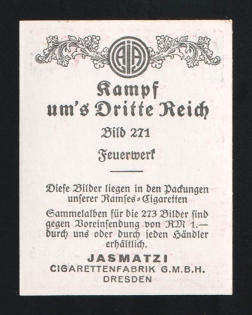 Kampf
um's Dritte Reich
Bild 271
Feuerwerk
Diese Bilder liegen in den Packungen
unserer Ramses-Cigaretten
Sammelalben für die 273 Bilder sind
gegen Voreinsendung von RM 1.—
durch uns oder durch jeden Händler
erhältlich.
JASMATZI
CIGARETTENFABRIK G.M.B.H.
DRESDEN